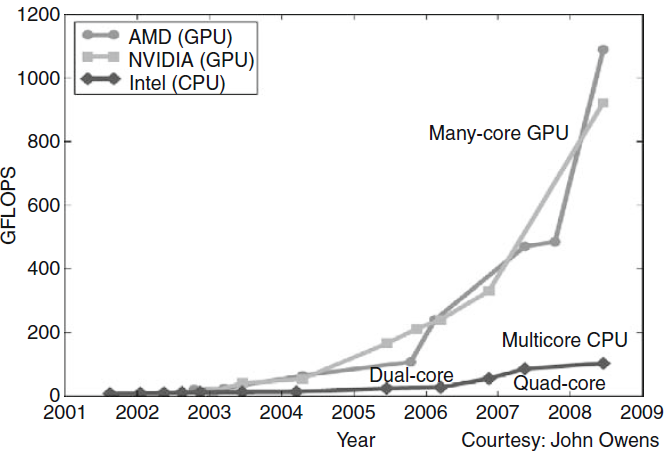 1200
1000
800
600
400
200
0
GFLOPS
AMD (GPU)
NVIDIA (GPU)
Intel (CPU)
Many-core GPU
Multicore CPU
Dual-core
Quad-core
2001 2002 2003 2004 2005 2006 2007 2008 2009
Year
Courtesy: John Owens